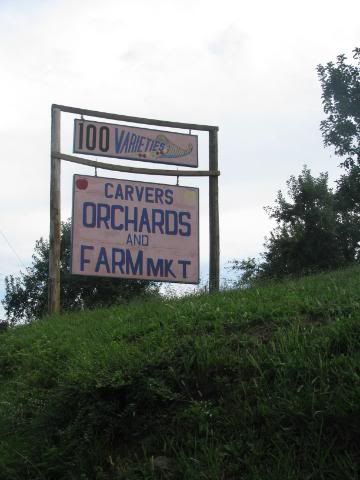 100 VARIETIES
CARVERS
ORCHARDS
AND
FARM MKT